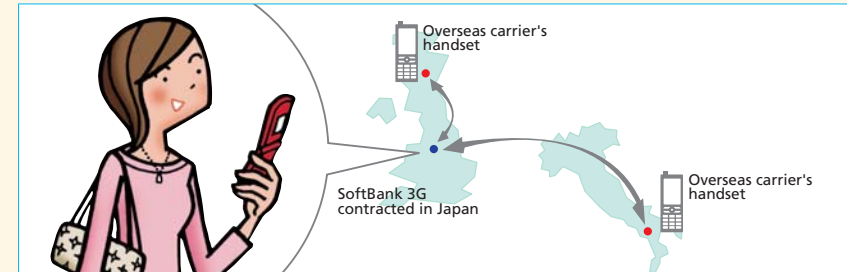 Overseas carrier's
handset
SoftBank 3G
contracted in Japan
Overseas carrier's
handset